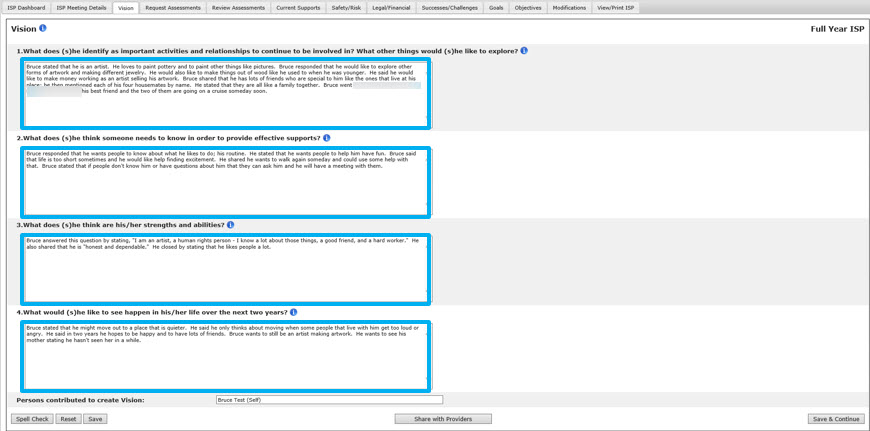 ISP Dashboard ISP Meeting Details Vision Request Assessments Review Assessments Current Supports Safety/Risk Legal/Financial Successes/Challenges Goals Objectives Modifications View/Print ISP
Vision Full Year ISP
1.What does (s)he identify as important activities and relationships to continue to be involved in? What other things would (s)he like to explore?
Bruce stated that he is an artist. He loves to paint pottery and to paint other things like pictures. Bruce responded that he would like to explore other
forms of artwork and making different jewelry. He would also like to make things out of wood like he used to when he was younger. He said he would
like to make money working as an artist selling his artwork. Bruce shared that he has lots of friends who are special to him like the ones that live at his
place; he then mentioned each of his four housemates by name. He stated that they are all like a family together. Bruce went
his best friend and the two of them are going on a cruise someday soon.
2.What does (s)he think someone needs to know in order to provide effective supports?
Bruce responded that he wants people to know about what he likes to do; his routine. He stated that he wants people to help him have fun. Bruce said
that life is too short sometimes and he would like help finding excitement. He shared he wants to walk again someday and could use some help with
that. Bruce stated that if people don't know him or have questions about him that they can ask him and he will have a meeting with them.
3.What does (s)he think are his/her strengths and abilities?
Bruce answered this question by stating, "I am an artist, a human rights person - I know a lot about those things, a good friend, and a hard worker." He
also shared that he is "honest and dependable." He closed by stating that he likes people a lot.
4.What would (s)he like to see happen in his/her life over the next two years?
Bruce stated that he might move out to a place that is quieter. He said he only thinks about moving when some people that live with him get too loud or
angry. He said in two years he hopes to be happy and to have lots of friends. Bruce wants to still be an artist making artwork. He wants to see his
mother stating he hasn't seen her in a while.
Persons contributed to create Vision: Bruce Test (Self)
Spell Check Reset Save Share with Providers Save & Continue